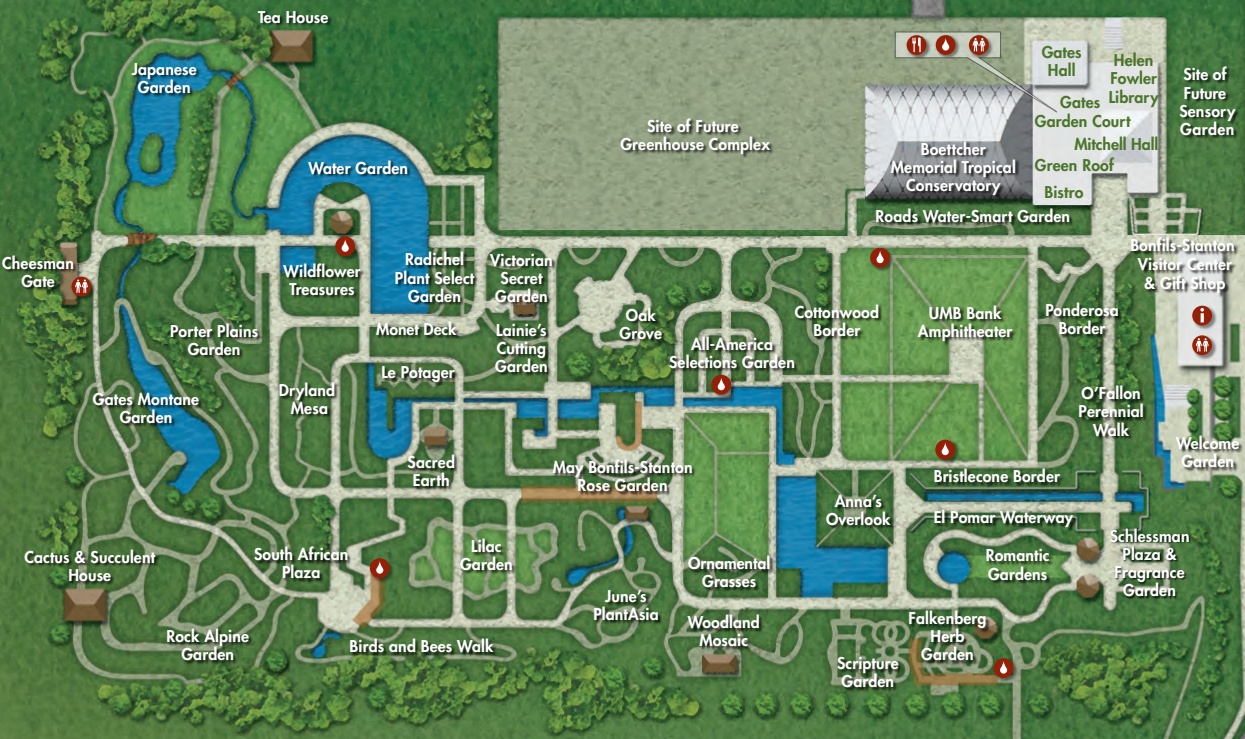 Tea House
Japanese
Garden
Water Garden
Site of Future
Greenhouse Complex
Gates
Hall
Helen
Fowler
Library
Gates
Garden Court
Mitchell Hall
Green Roof
Bistro
Site of
Future
Sensory
Garden
Boettcher
Memorial Tropical
Conservatory
Roads Water-Smart Garden
Cheesman
Gate
Wildflower
Treasures
Radichel
Plant Select
Garden
Victorian
Secret
Garden
Bonfils-Stanton
Visitor Center
& Gift Shop
i
Porter Plains
Garden
Monet Deck
Lainie's
Cutting
Garden
Oak
Grove
All-America
Selections Garden
Cottonwood
Border
UMB Bank
Amphitheater
Ponderosa
Border
Gates Montane
Garden
Dryland
Mesa
Le Potager
O'Fallon
Perennial
Walk
Sacred
Earth
May Bonfils-Stanton
Rose Garden
Welcome
Garden
Bristlecone Border
Anna's
Overlook
El Pomar Waterway
Cactus & Succulent
House
South African
Plaza
Lilac
Garden
Ornamental
Grasses
Romantic
Gardens
Schlessman
Plaza &
Fragrance
Garden
June's
PlantAsia
Rock Alpine
Garden
Birds and Bees Walk
Woodland
Mosaic
Scripture
Garden
Falkenberg
Herb
Garden